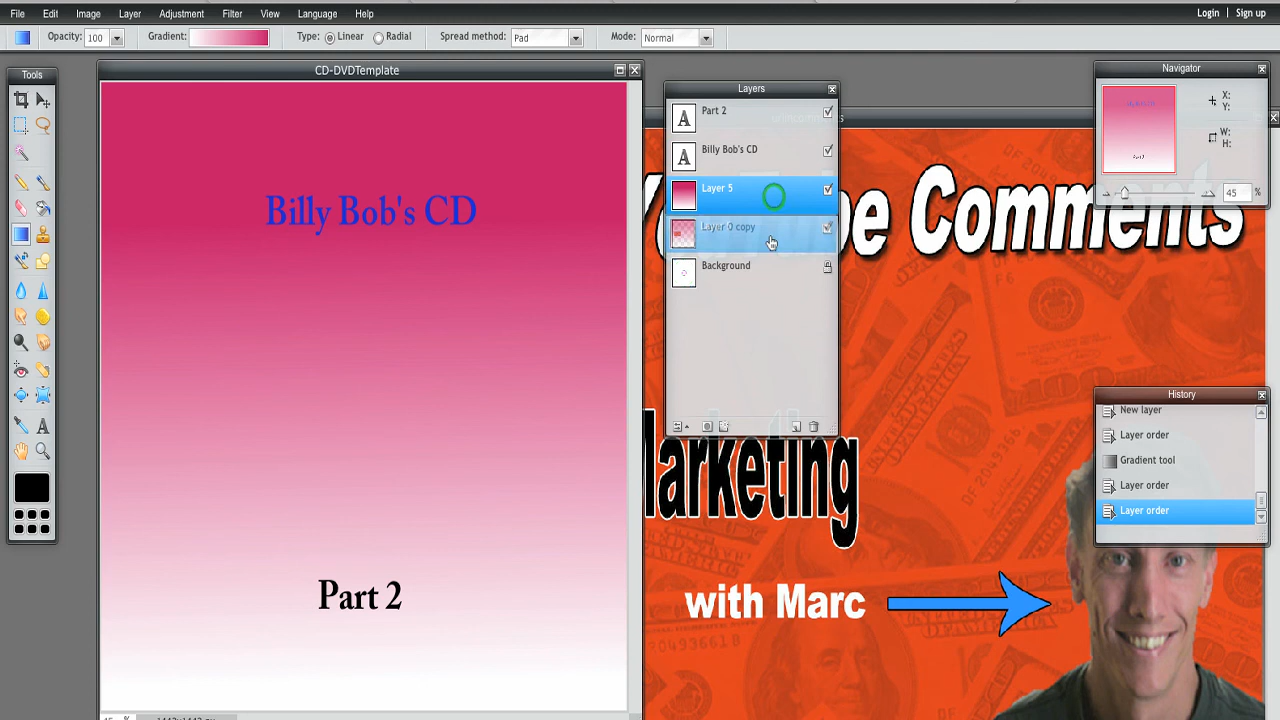 File Edit Image Layer Adjustment Filter View Language Help Login Sign up
Opacity: 100 Gradient: Type: Linear Radial Spread method: Pad Mode: Normal
Tools
CD-DVDTemplate
Billy Bob's CD
Part 2
Layers
Part 2
Billy Bob's CD
Layer 5
Layer 0 copy
Background
Navigator
X:
Y:
W:
H:
45 %
YouTube Comments
Marketing
with Marc
History
New layer
Layer order
Gradient tool
Layer order
Layer order